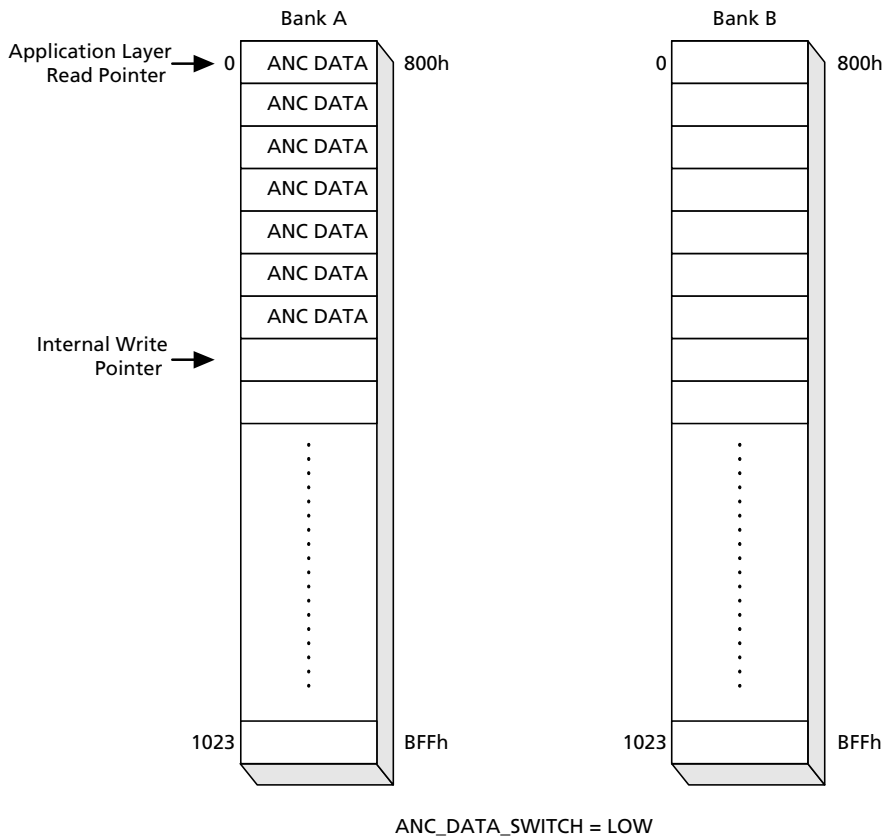 Bank A
Bank B
Application Layer
Read Pointer
0
ANC DATA
800h
0
800h
ANC DATA
ANC DATA
ANC DATA
ANC DATA
ANC DATA
ANC DATA
Internal Write
Pointer
1023
BFFh
1023
BFFh
ANC_DATA_SWITCH = LOW